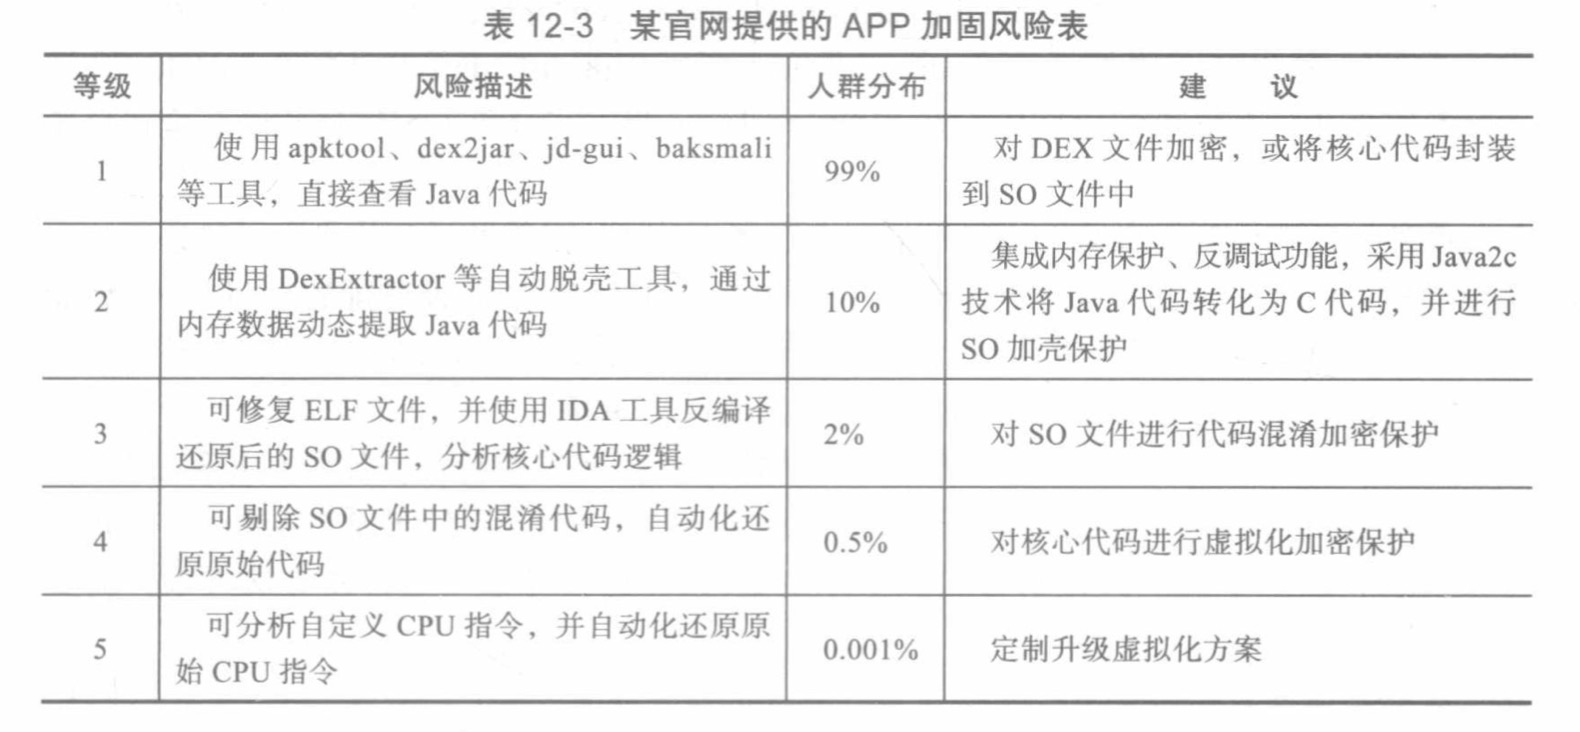 表 12-3 某官网提供的 APP 加固风险表
等级 风险描述 人群分布 建 议
1
使用 apktool、dex2jar、jd-gui、baksmali
等工具，直接查看 Java 代码
99%
对 DEX 文件加密，或将核心代码封装
到 SO 文件中
2
使用 DexExtractor 等自动脱壳工具，通过
内存数据动态提取 Java 代码
10%
集成内存保护、反调试功能，采用 Java2c
技术将 Java 代码转化为 C 代码，并进行
SO 加壳保护
3
可修复 ELF 文件，并使用 IDA 工具反编译
还原后的 SO 文件，分析核心代码逻辑
2%
对 SO 文件进行代码混淆加密保护
4
可剔除 SO 文件中的混淆代码，自动化还
原原始代码
0.5%
对核心代码进行虚拟化加密保护
5
可分析自定义 CPU 指令，并自动化还原原
始 CPU 指令
0.001%
定制升级虚拟化方案